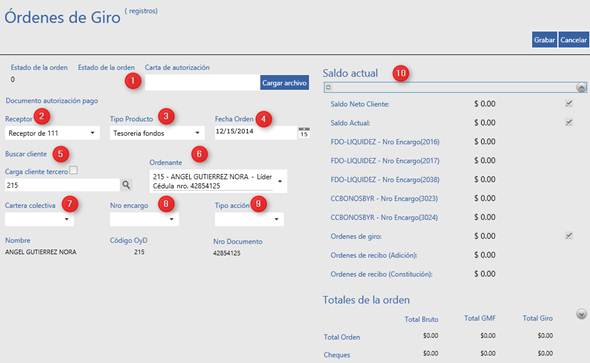 Órdenes de Giro ( registros)
Grabar Cancelar
Estado de la orden Estado de la orden Carta de autorización
0 1 Cargar archivo
Documento autorización pago
Receptor 2 Tipo Producto 3 Fecha Orden 4
Receptor de 111 Tesoreria fondos 12/15/2014 15
Buscar cliente 5 6
Carga cliente tercero Ordenante
215 215 - ANGEL GUTIERREZ NORA - Líder
Cédula nro. 42854125
Cartera colectiva 7 Nro encargo 8 Tipo acción 9
Nombre Código OyD Nro Documento
ANGEL GUTIERREZ NORA 215 42854125
Saldo actual 10
Saldo Neto Cliente: $ 0.00
Saldo Actual: $ 0.00
FDO-LIQUIDEZ - Nro Encargo(2016) $ 0.00
FDO-LIQUIDEZ - Nro Encargo(2017) $ 0.00
FDO-LIQUIDEZ - Nro Encargo(2038) $ 0.00
CCBONOSBYR - Nro Encargo(3023) $ 0.00
CCBONOSBYR - Nro Encargo(3024) $ 0.00
Ordenes de giro: $ 0.00
Ordenes de recibo (Adición): $ 0.00
Ordenes de recibo (Constitución): $ 0.00
Totales de la orden
Total Bruto Total GMF Total Giro
Total Orden $0.00 $0.00 $0.00
Cheques $0.00 $0.00 $0.00